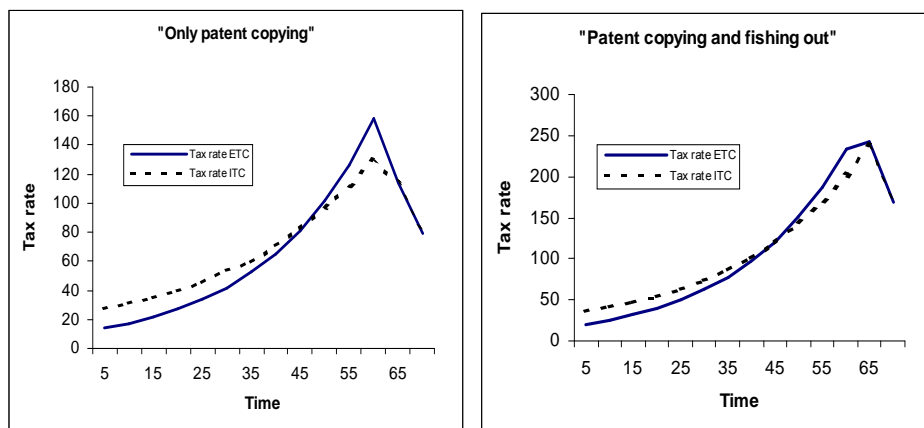 "Only patent copying"
180
160
140
120
100
80
60
40
20
0
Tax rate
Tax rate ETC
Tax rate ITC
5 15 25 35 45 55 65
Time
"Patent copying and fishing out"
300
250
200
150
100
50
0
Tax rate
Tax rate ETC
Tax rate ITC
5 15 25 35 45 55 65
Time